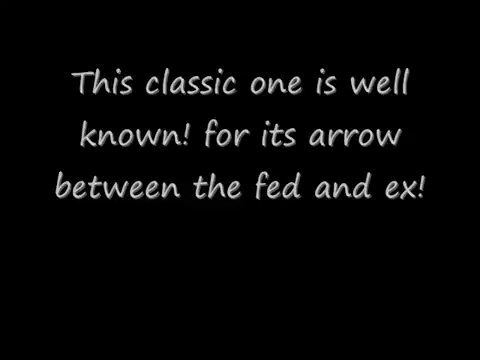 This classic one is well
known! for its arrow
between the fed and ex!